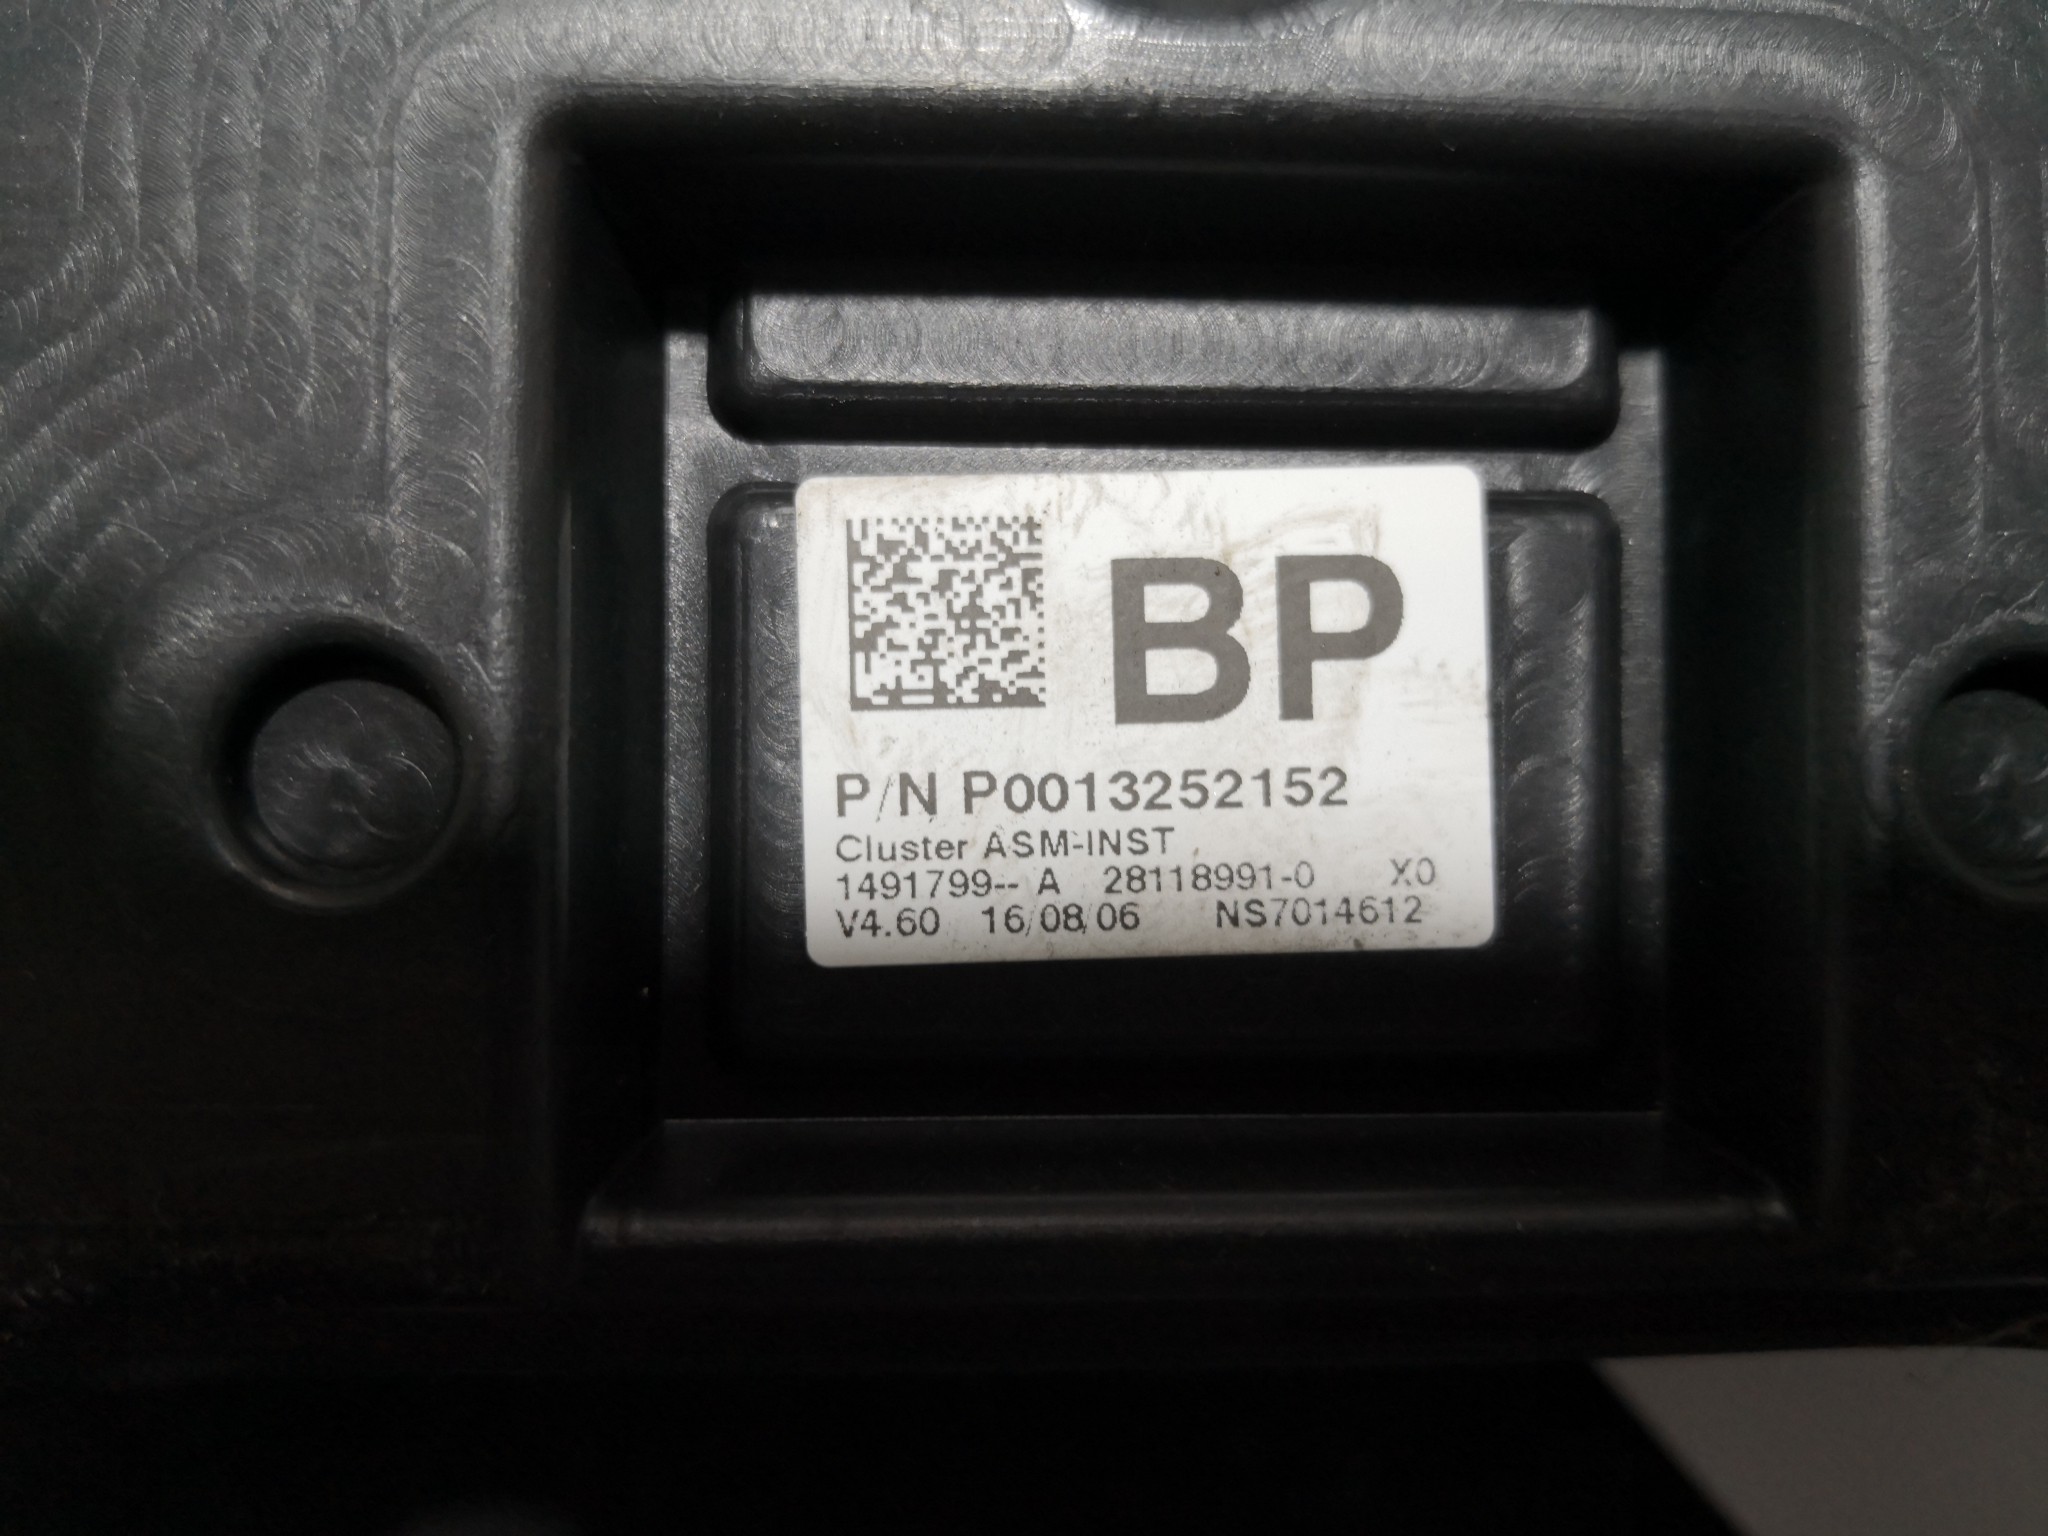 BP
P/N P0013252152
Cluster ASM-INST
1491799-- A 28118991-0 X0
V4.60 16/08/06 NS7014612